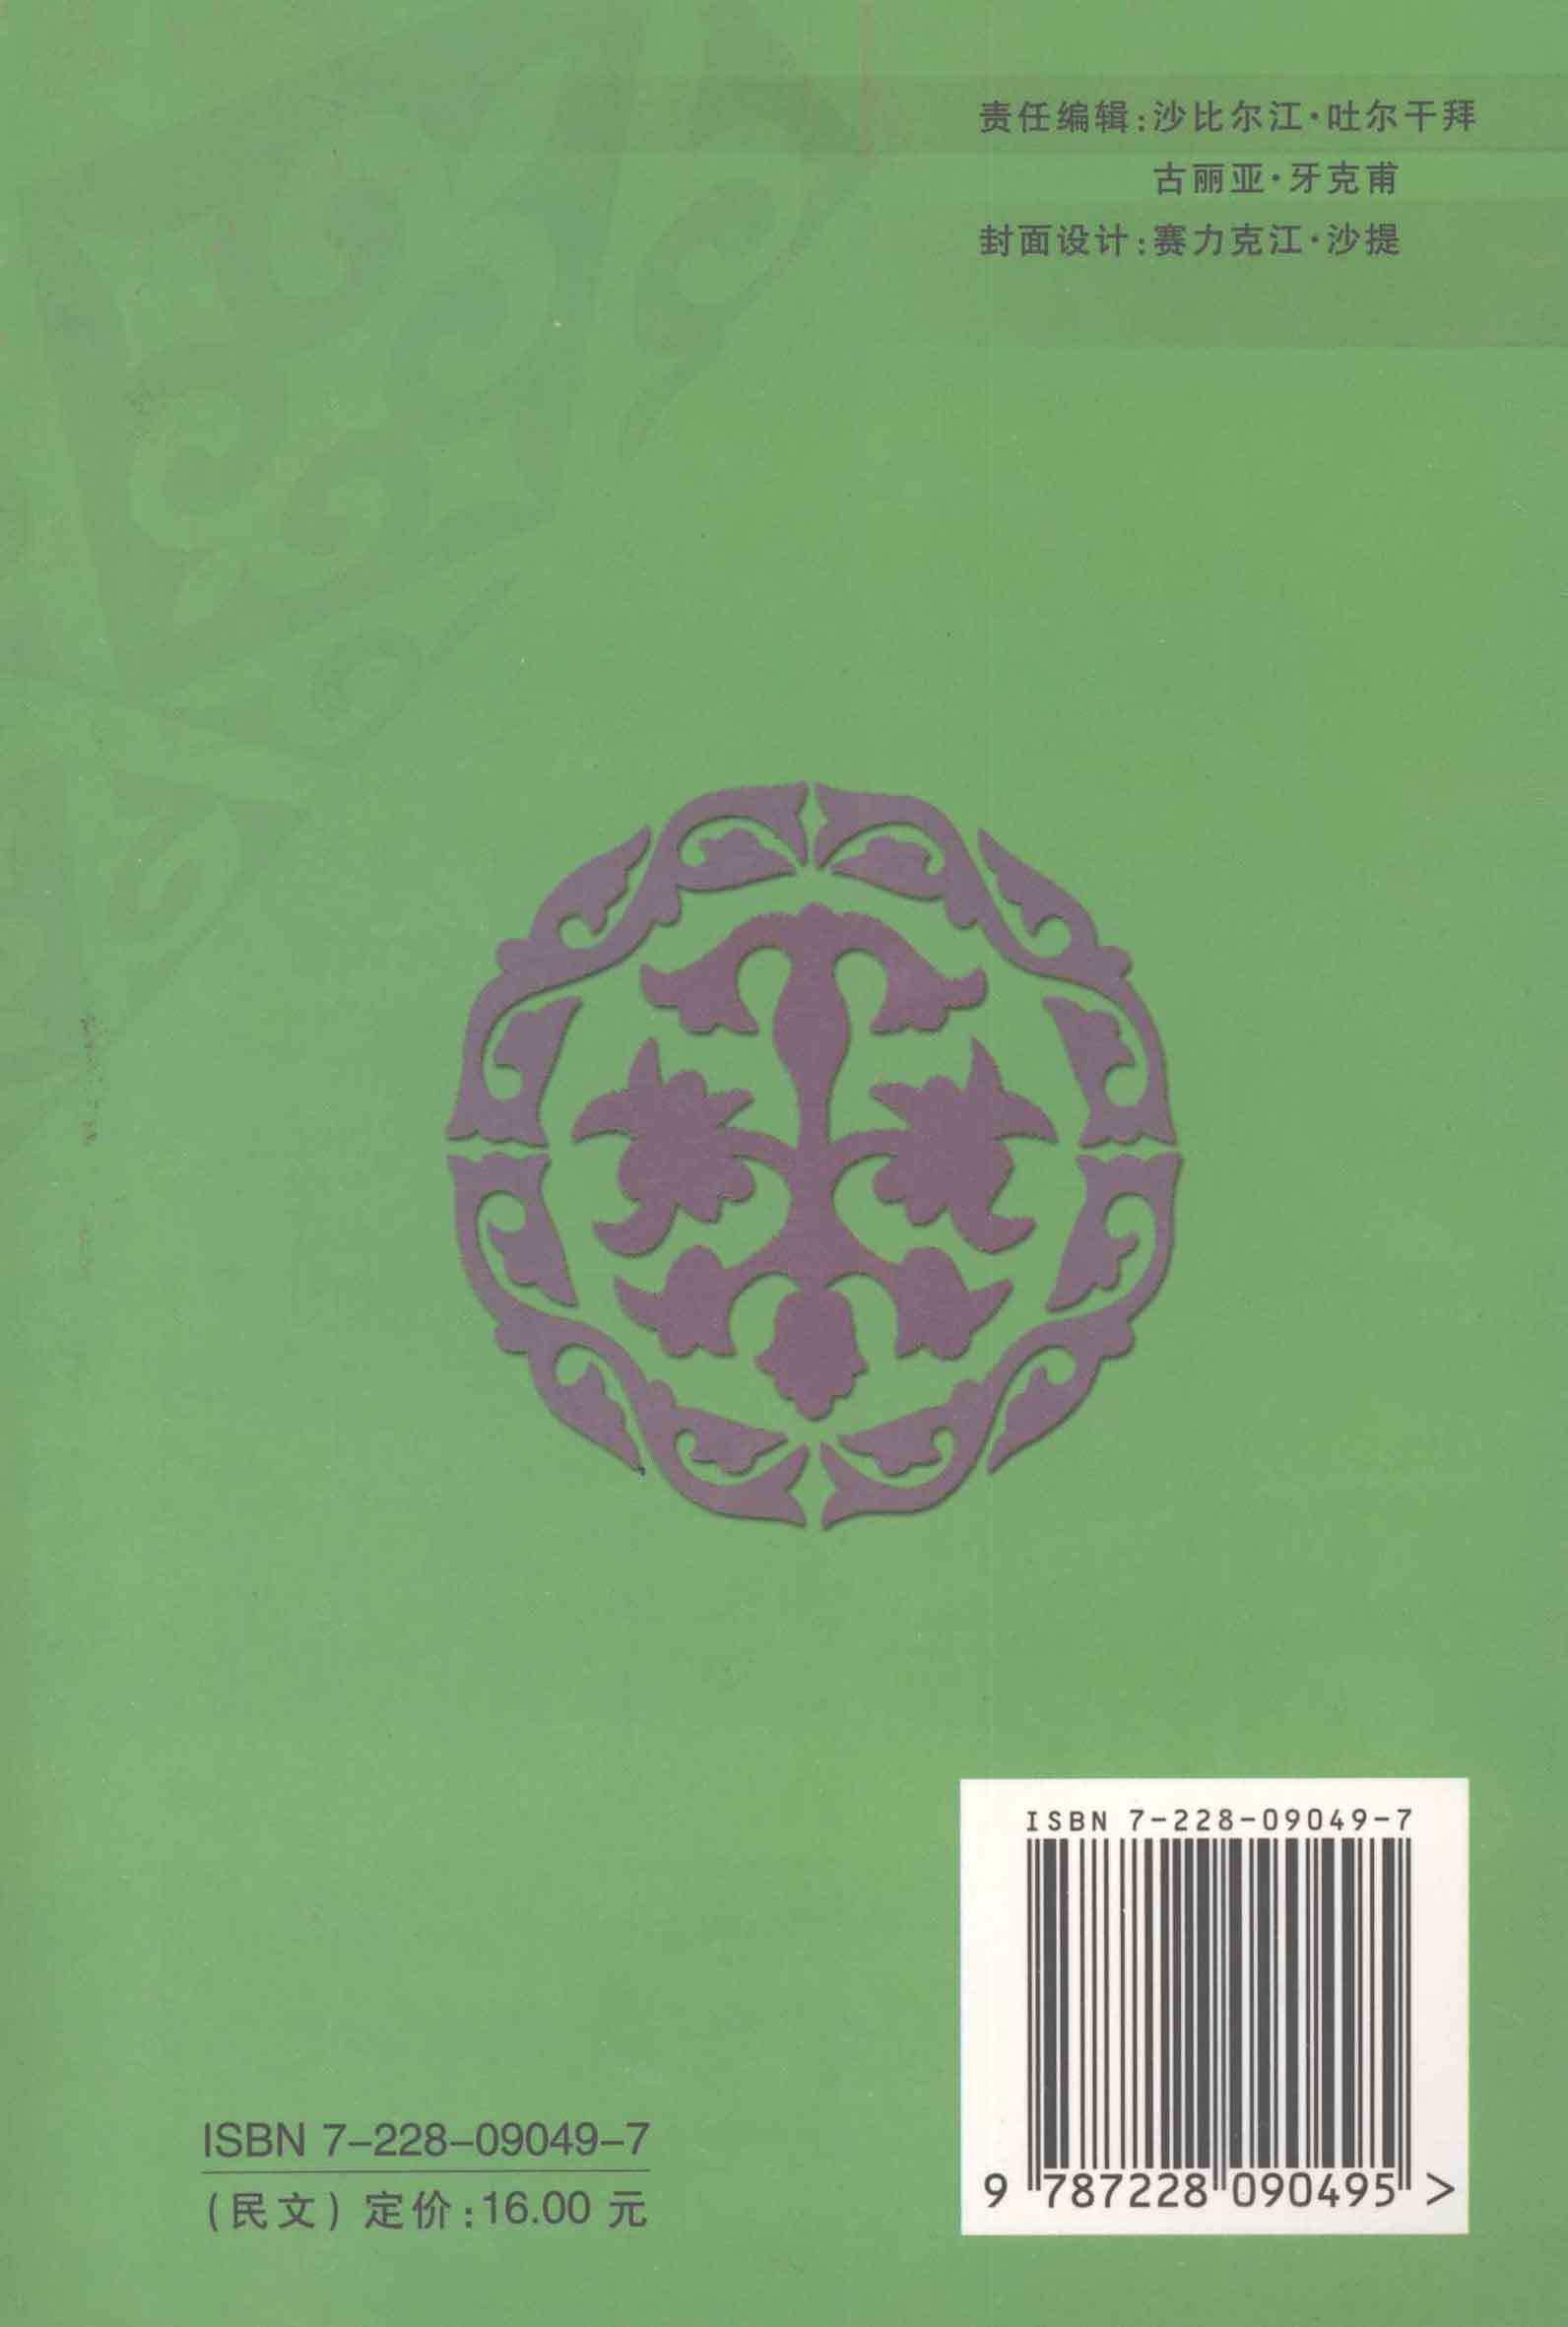 责任编辑:沙比尔江·吐尔干拜
古丽亚·牙克甫
封面设计:赛力克江·沙提
ISBN 7-228-09049-7
9 787228 090495 >
ISBN 7–228–09049–7
(民文) 定价:16.00 元